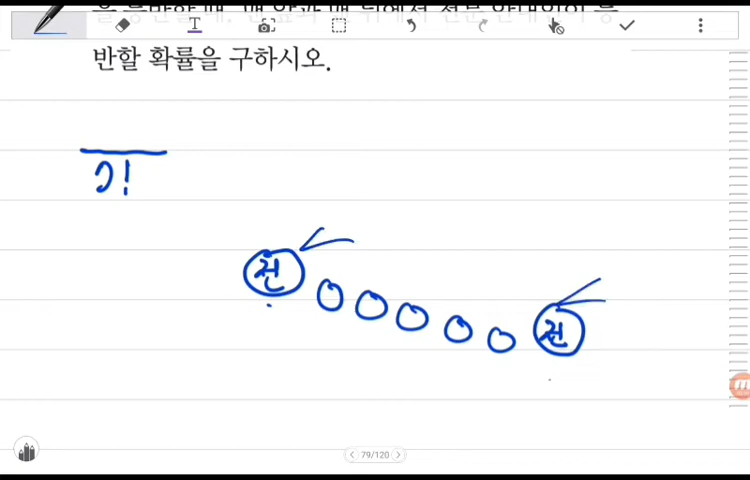 반할 확률을 구하시오.
7!
전
전
79/120